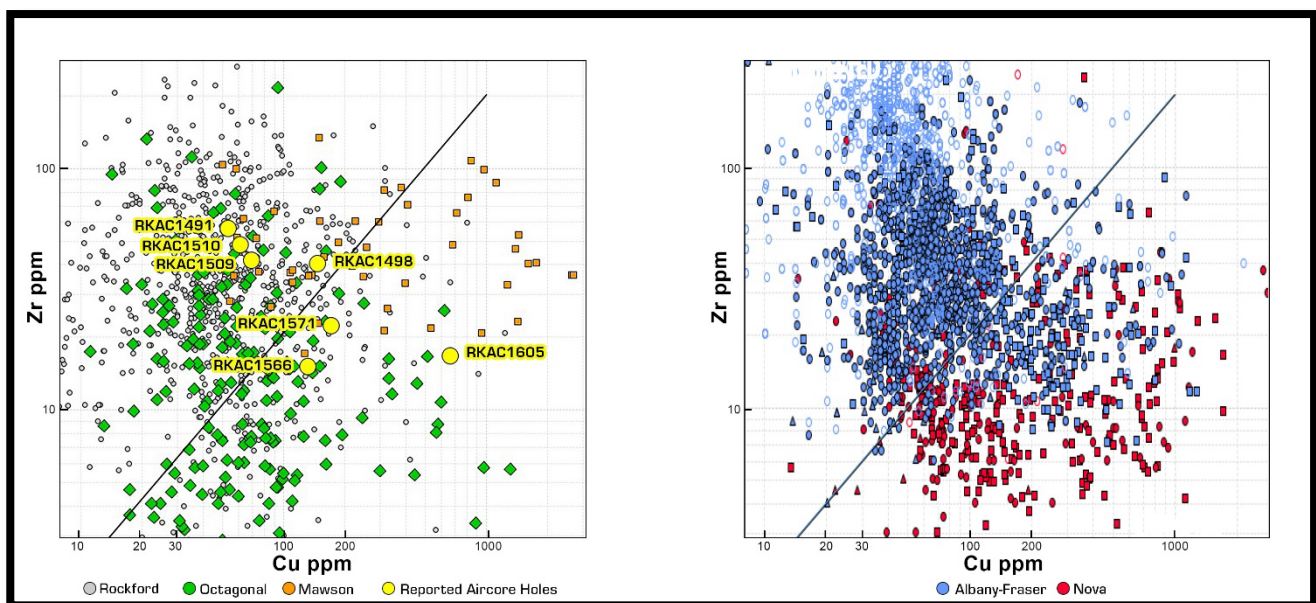 100
RKAC1491
RKAC1510
RKAC1509
RKAC1498
RKAC1571
RKAC1605
RKAC1566
10
Zr ppm
10 20 30 100 200 1000
Cu ppm
Rockford Octagonal Mawson Reported Aircore Holes
100
10
Zr ppm
10 20 30 100 200 1000
Cu ppm
Albany-Fraser Nova